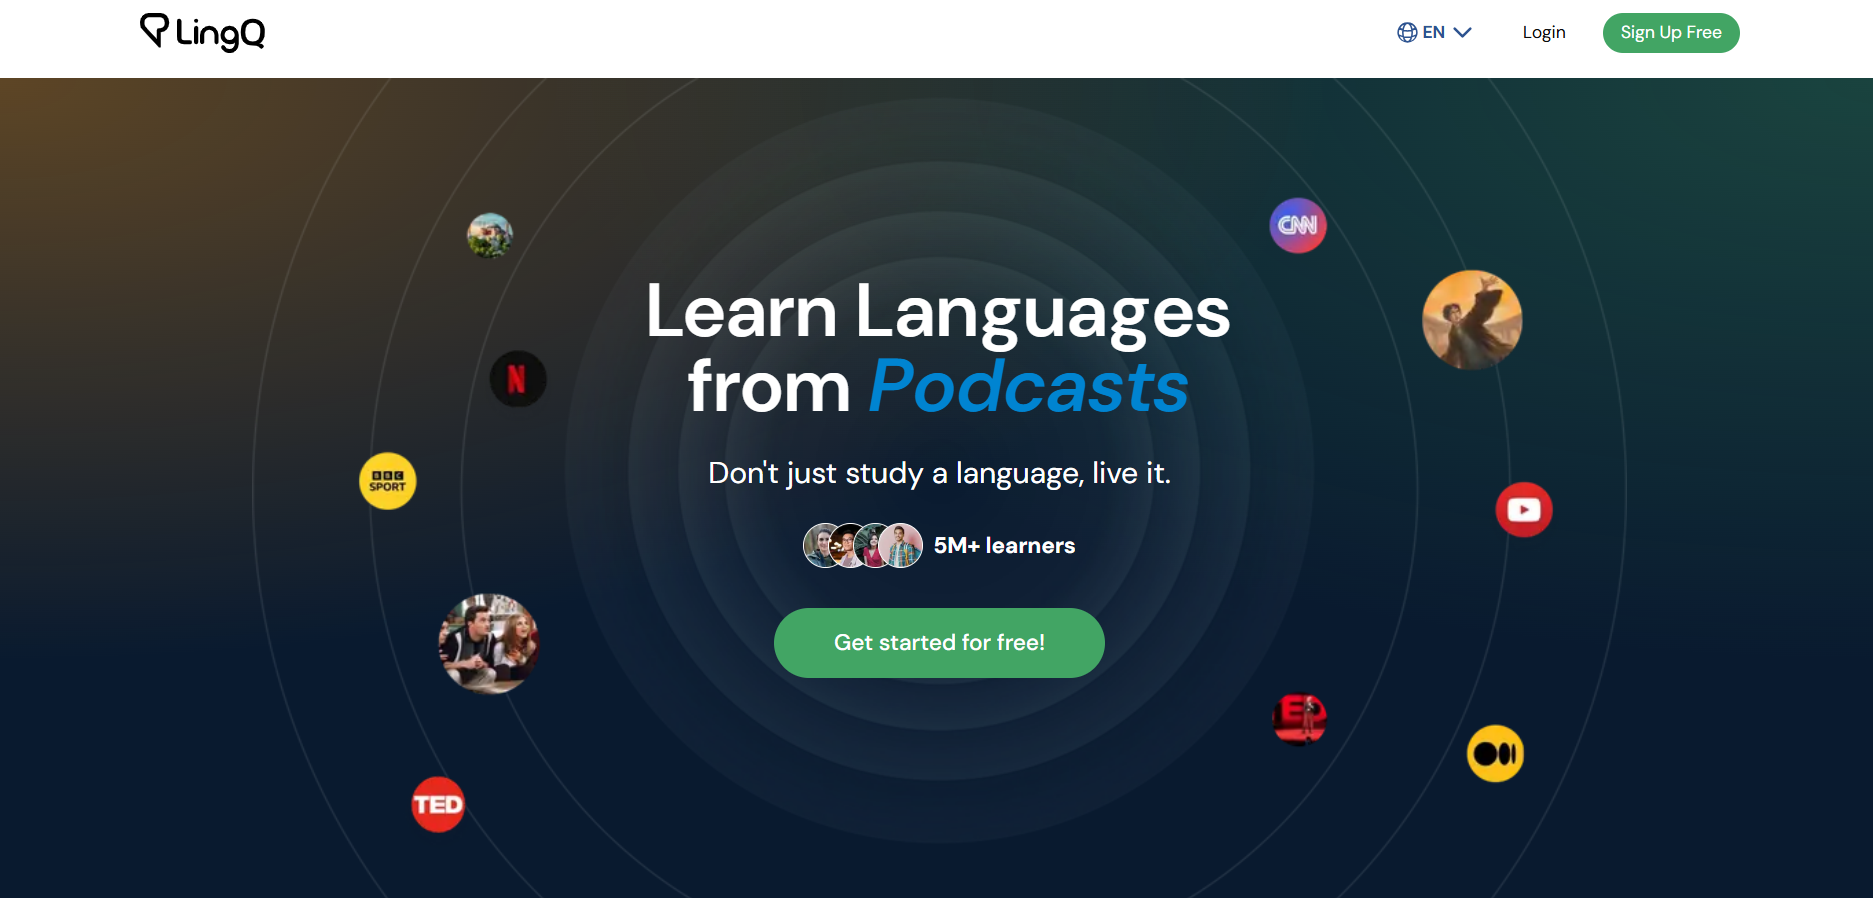 LingQ
EN
Login
Sign Up Free
CNN
Learn Languages
from Podcasts
N
BBC
SPORT
Don't just study a language, live it.
5M+ learners
Get started for free!
TED